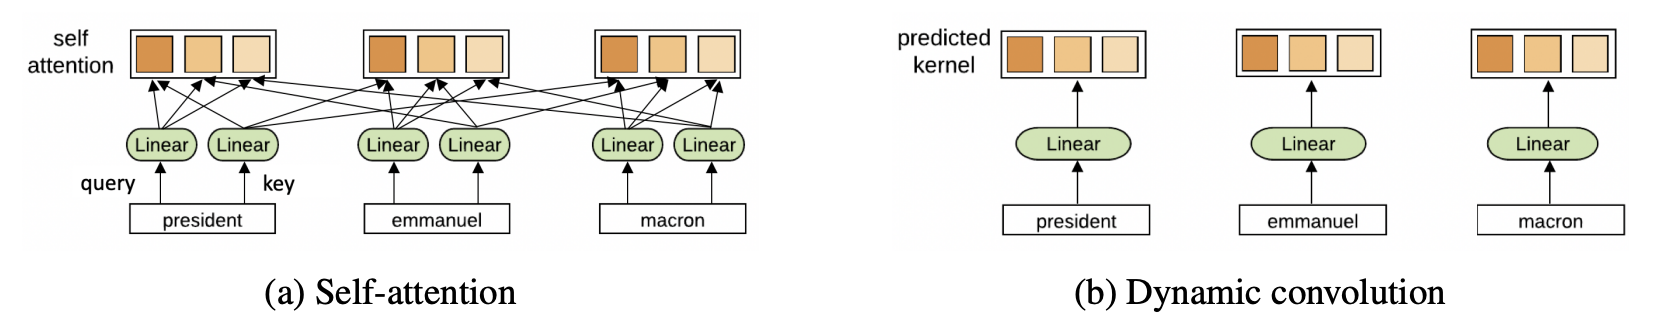 self
attention
Linear
Linear
Linear
Linear
Linear
Linear
query
key
president
emmanuel
macron
(a) Self-attention
predicted
kernel
Linear
Linear
Linear
president
emmanuel
macron
(b) Dynamic convolution